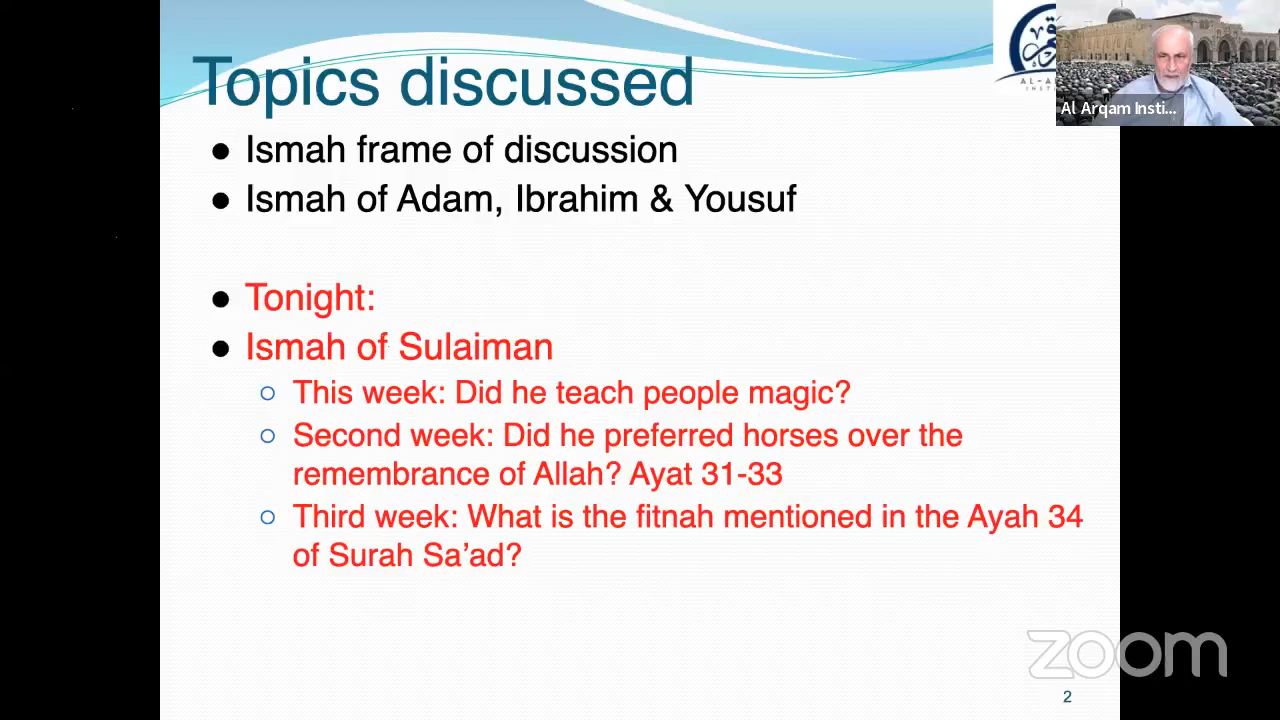 Topics discussed
● Ismah frame of discussion
● Ismah of Adam, Ibrahim & Yousuf
● Tonight:
● Ismah of Sulaiman
○ This week: Did he teach people magic?
○ Second week: Did he preferred horses over the
remembrance of Allah? Ayat 31-33
○ Third week: What is the fitnah mentioned in the Ayah 34
of Surah Sa’ad?
AL-A
INSTI
Al Arqam Insti...
zoom
2